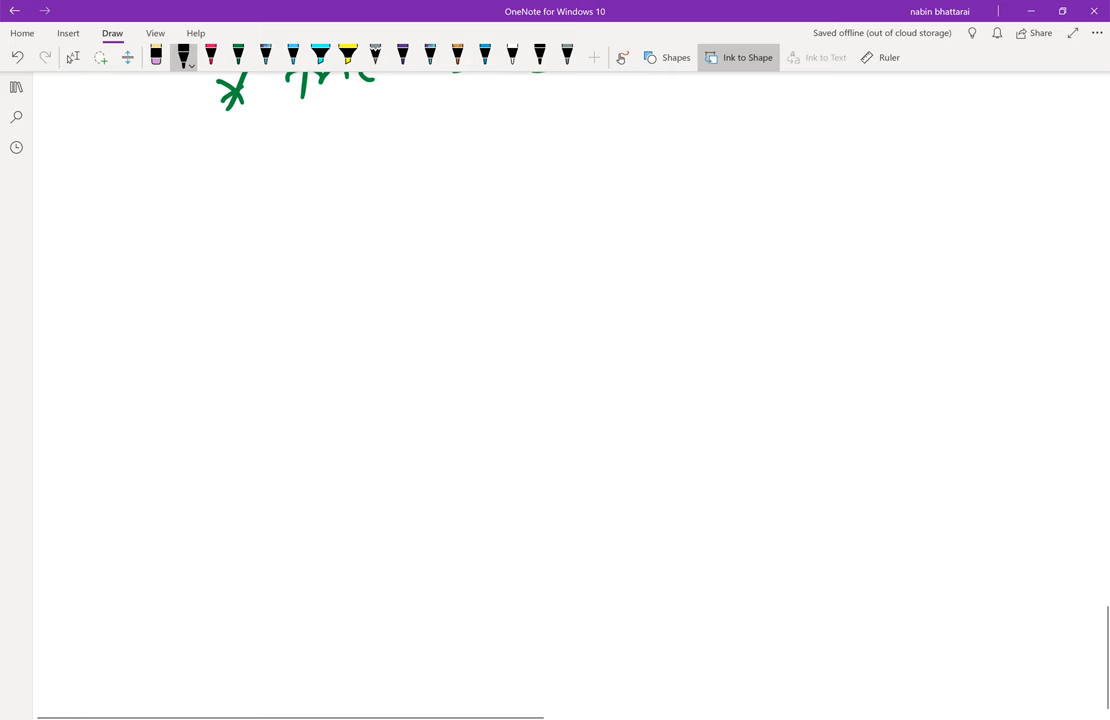 OneNote for Windows 10
nabin bhattarai
Home Insert Draw View Help
Saved offline (out of cloud storage)
Share
Shapes
Ink to Shape
Ink to Text
Ruler